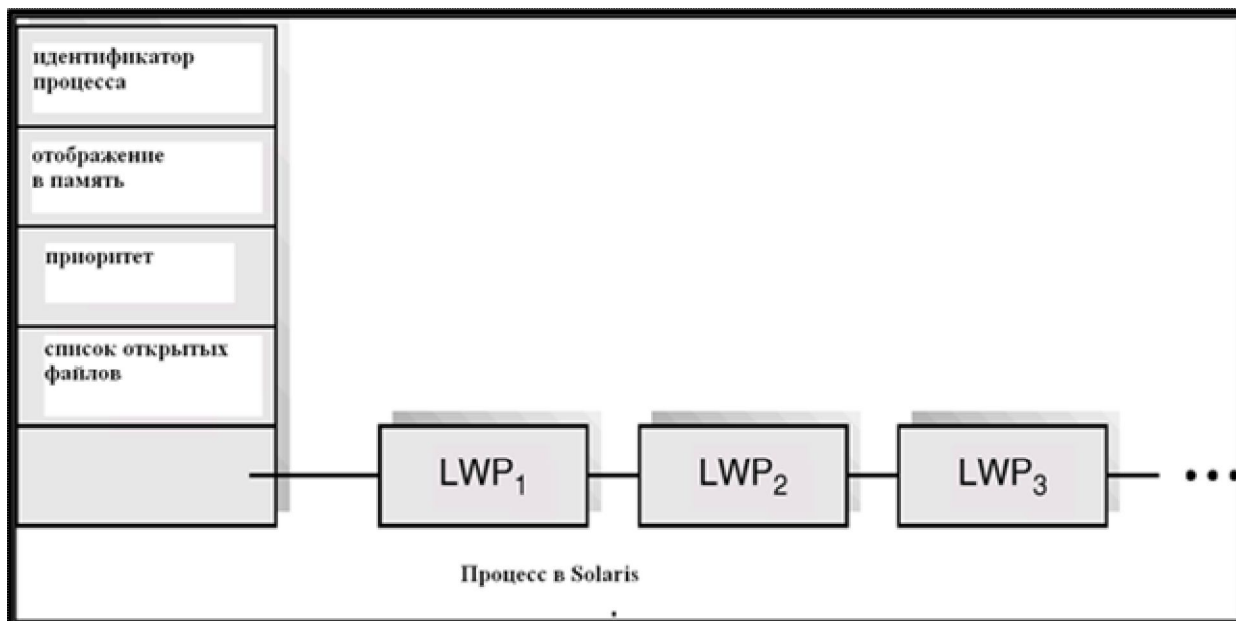 идентификатор
процесса
отображение
в память
приоритет
список открытых
файлов
LWP₁ LWP₂ LWP₃ •••
Процесс в Solaris
.